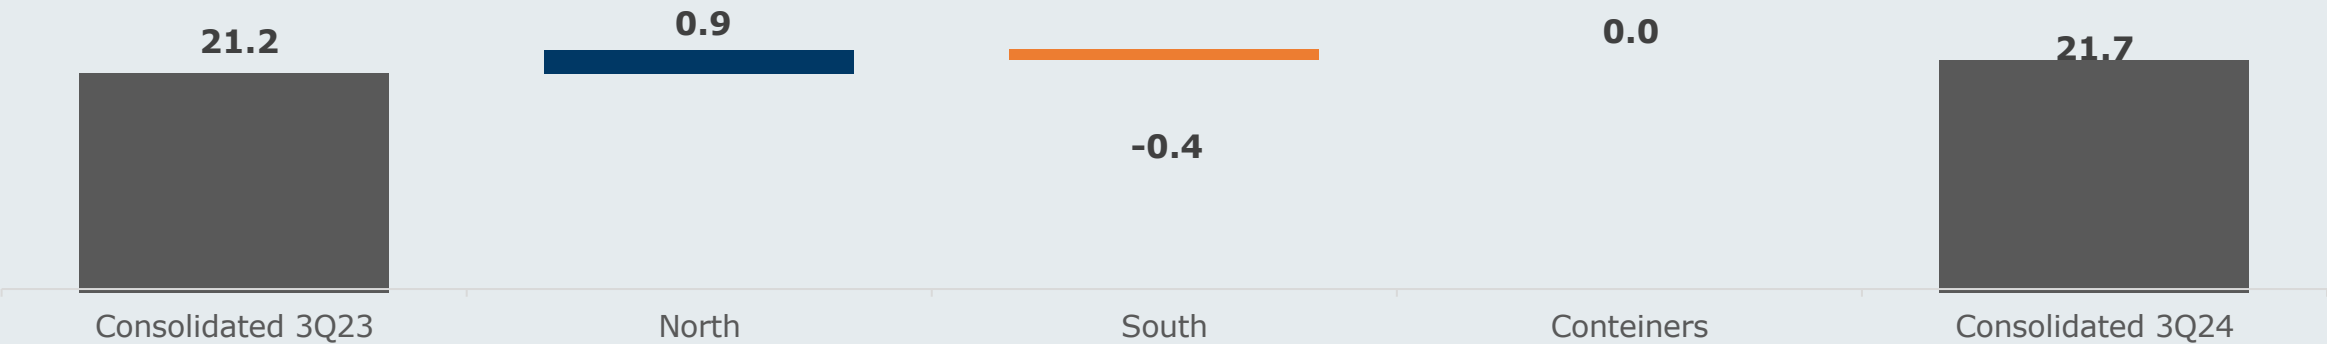 21.2
0.9
-0.4
0.0
21.7
Consolidated 3Q23
North
South
Conteiners
Consolidated 3Q24